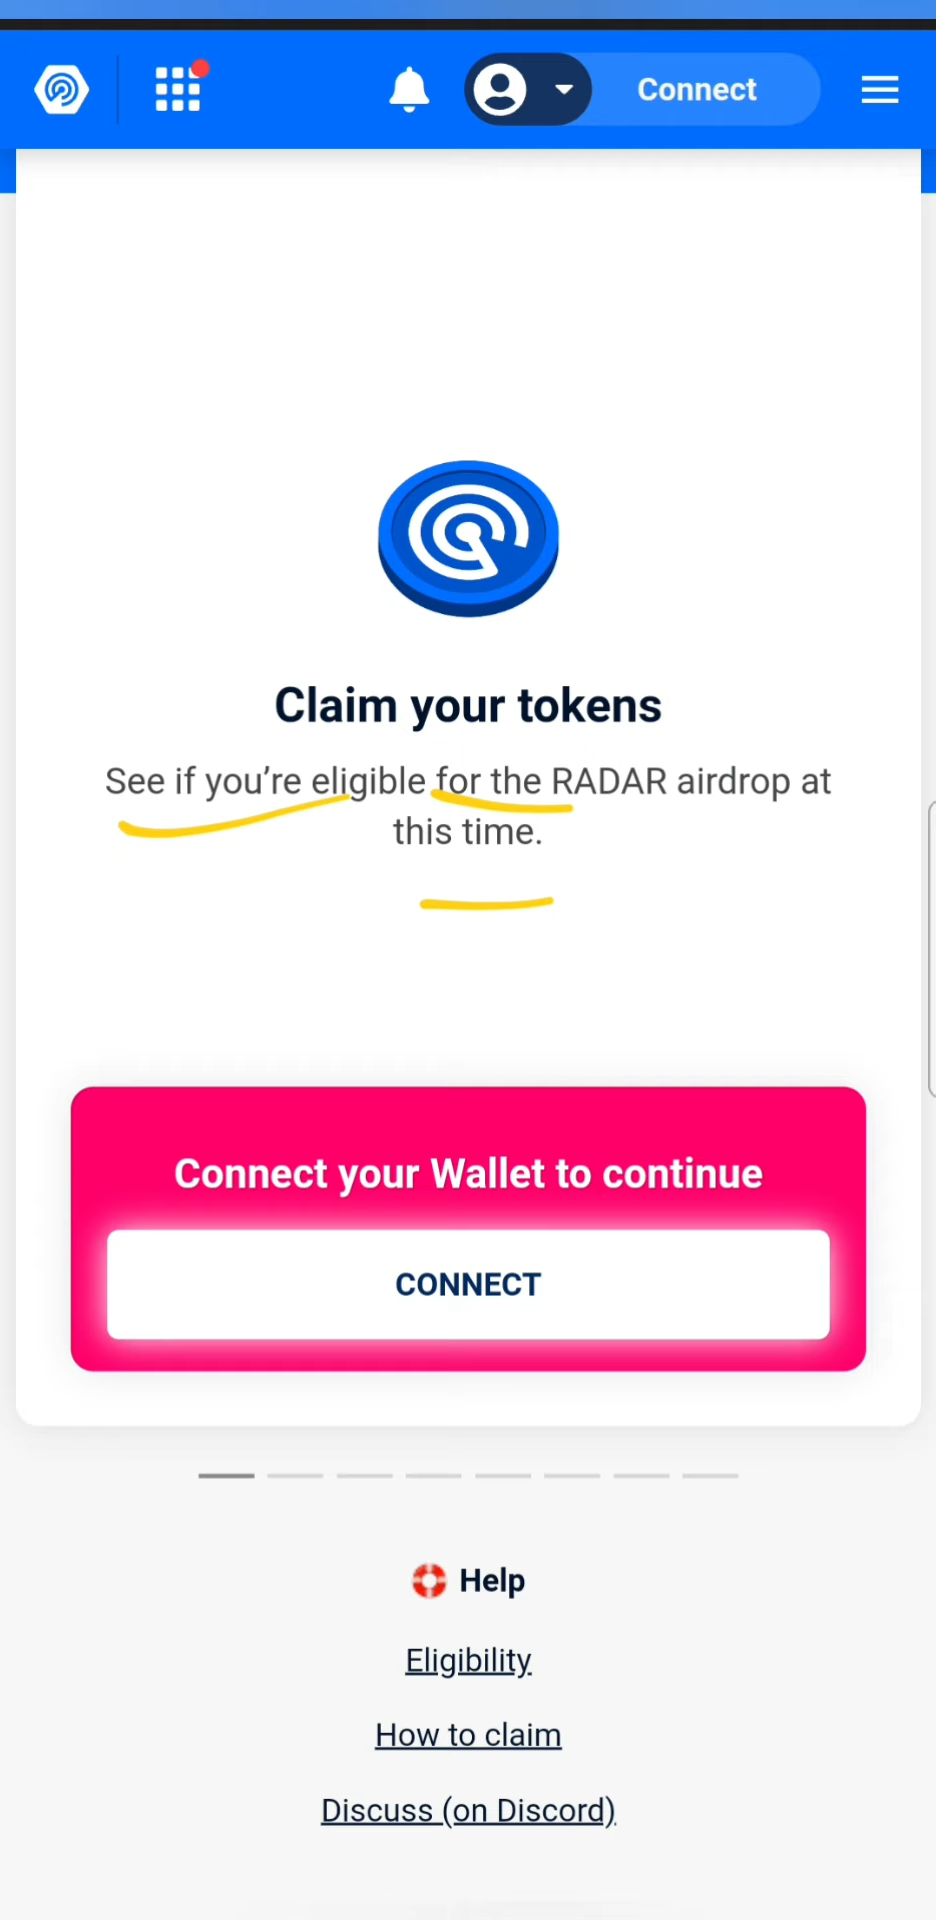 Connect
Claim your tokens
See if you're eligible for the RADAR airdrop at
this time.
Connect your Wallet to continue
CONNECT
Help
Eligibility
How to claim
Discuss (on Discord)